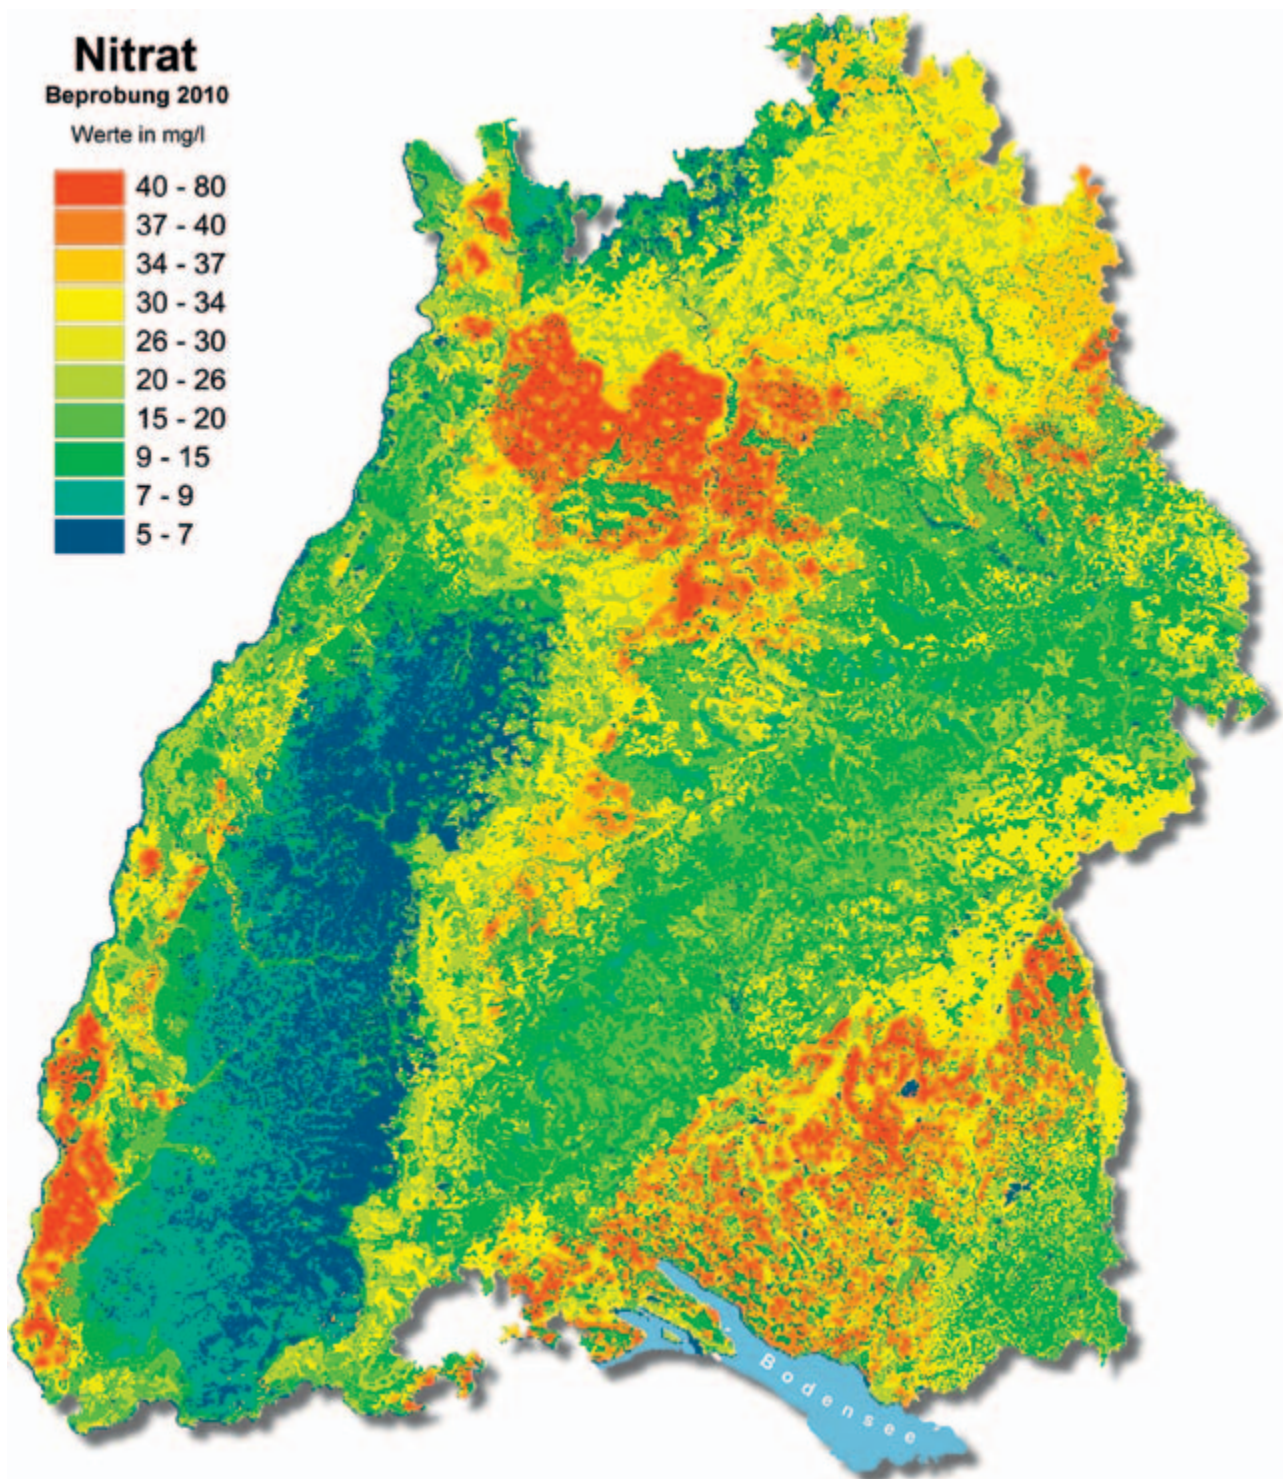 Nitrat
Beprobung 2010
Werte in mg/l
40 - 80
37 - 40
34 - 37
30 - 34
26 - 30
20 - 26
15 - 20
9 - 15
7 - 9
5 - 7
Bodensee